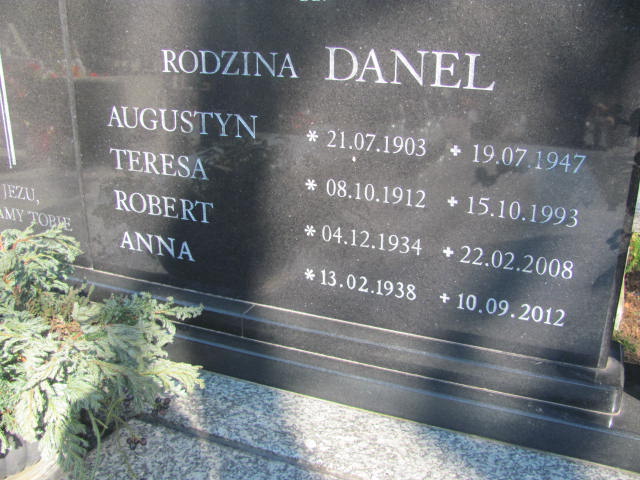 RODZINA DANEL
AUGUSTYN * 21.07.1903 + 19.07.1947
TERESA * 08.10.1912 + 15.10.1993
ROBERT * 04.12.1934 + 22.02.2008
ANNA * 13.02.1938 + 10.09.2012
JEZU,
AMY TOBIE